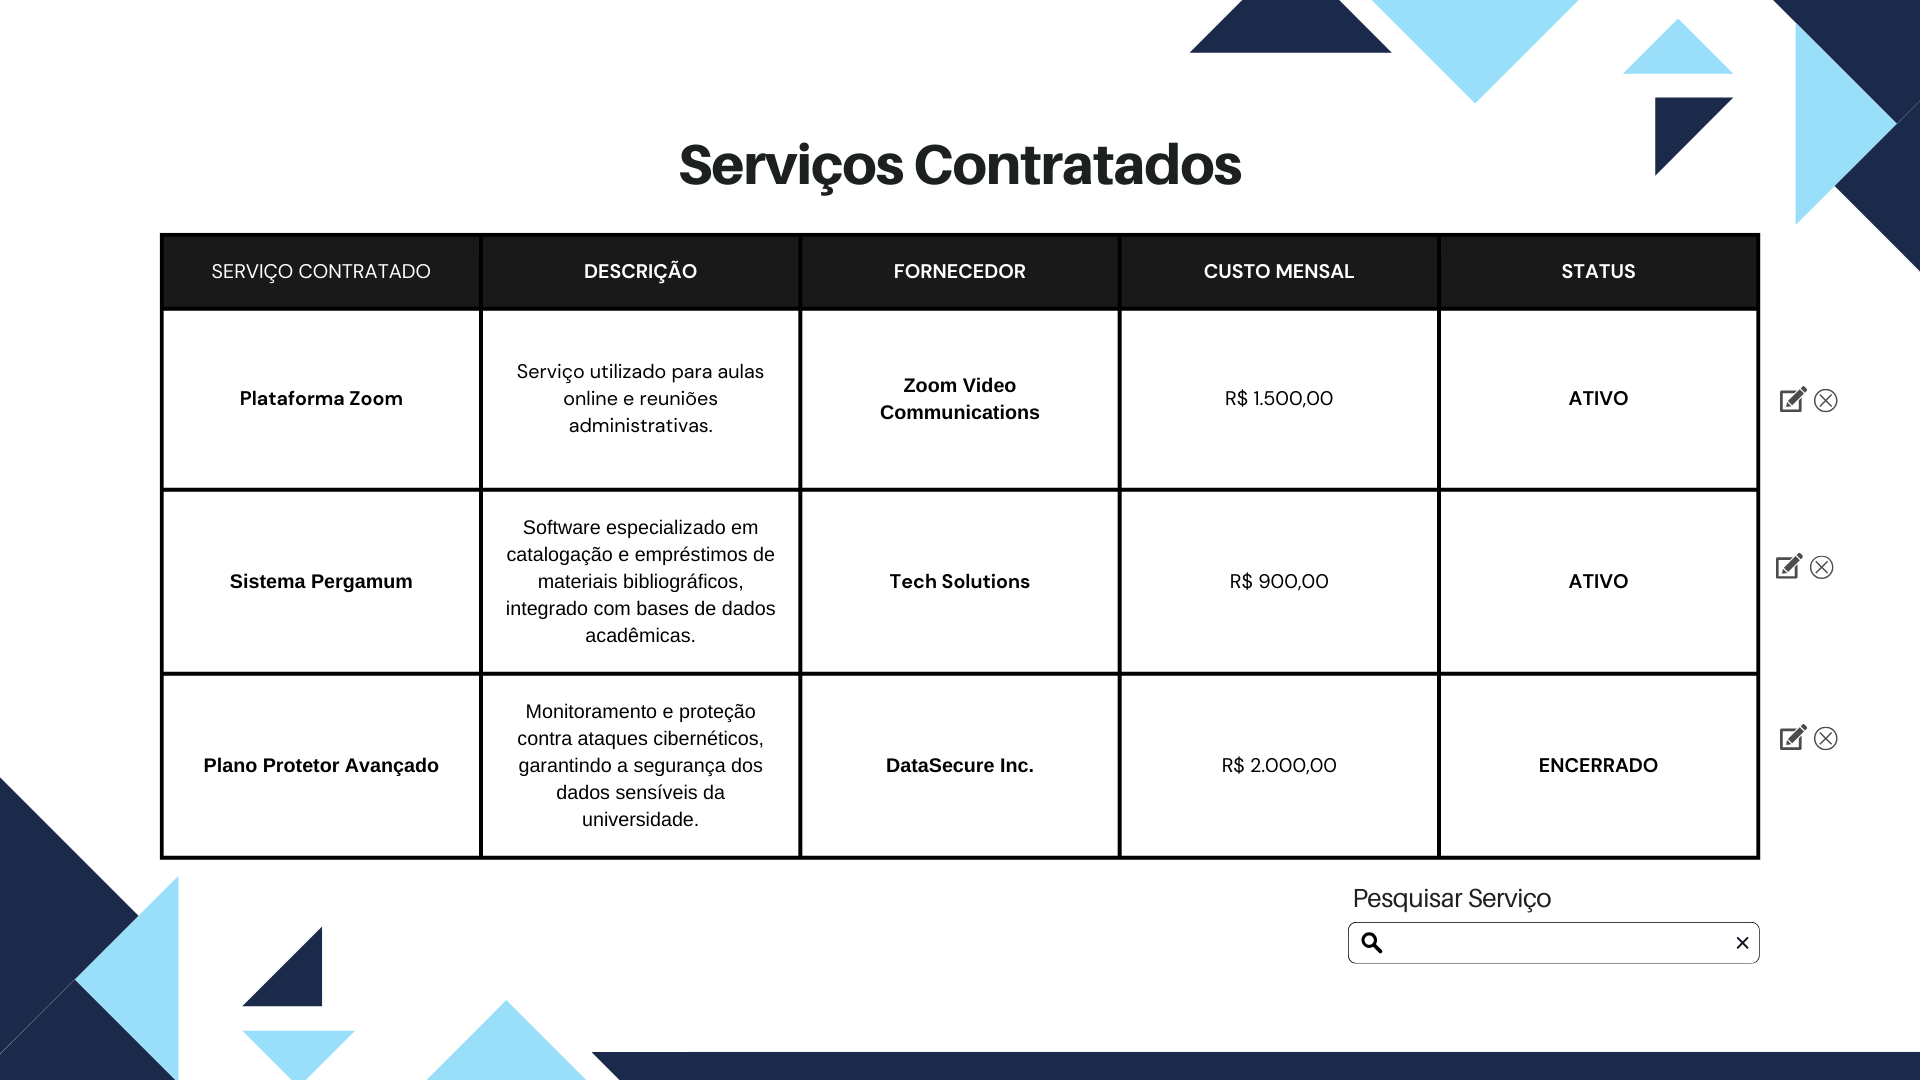 Serviços Contratados
SERVIÇO CONTRATADO
DESCRIÇÃO
FORNECEDOR
CUSTO MENSAL
STATUS
Plataforma Zoom
Serviço utilizado para aulas
online e reuniões
administrativas.
Zoom Video
Communications
R$ 1.500,00
ATIVO
Sistema Pergamum
Software especializado em
catalogação e empréstimos de
materiais bibliográficos,
integrado com bases de dados
acadêmicas.
Tech Solutions
R$ 900,00
ATIVO
Plano Protetor Avançado
Monitoramento e proteção
contra ataques cibernéticos,
garantindo a segurança dos
dados sensíveis da
universidade.
DataSecure Inc.
R$ 2.000,00
ENCERRADO
Pesquisar Serviço